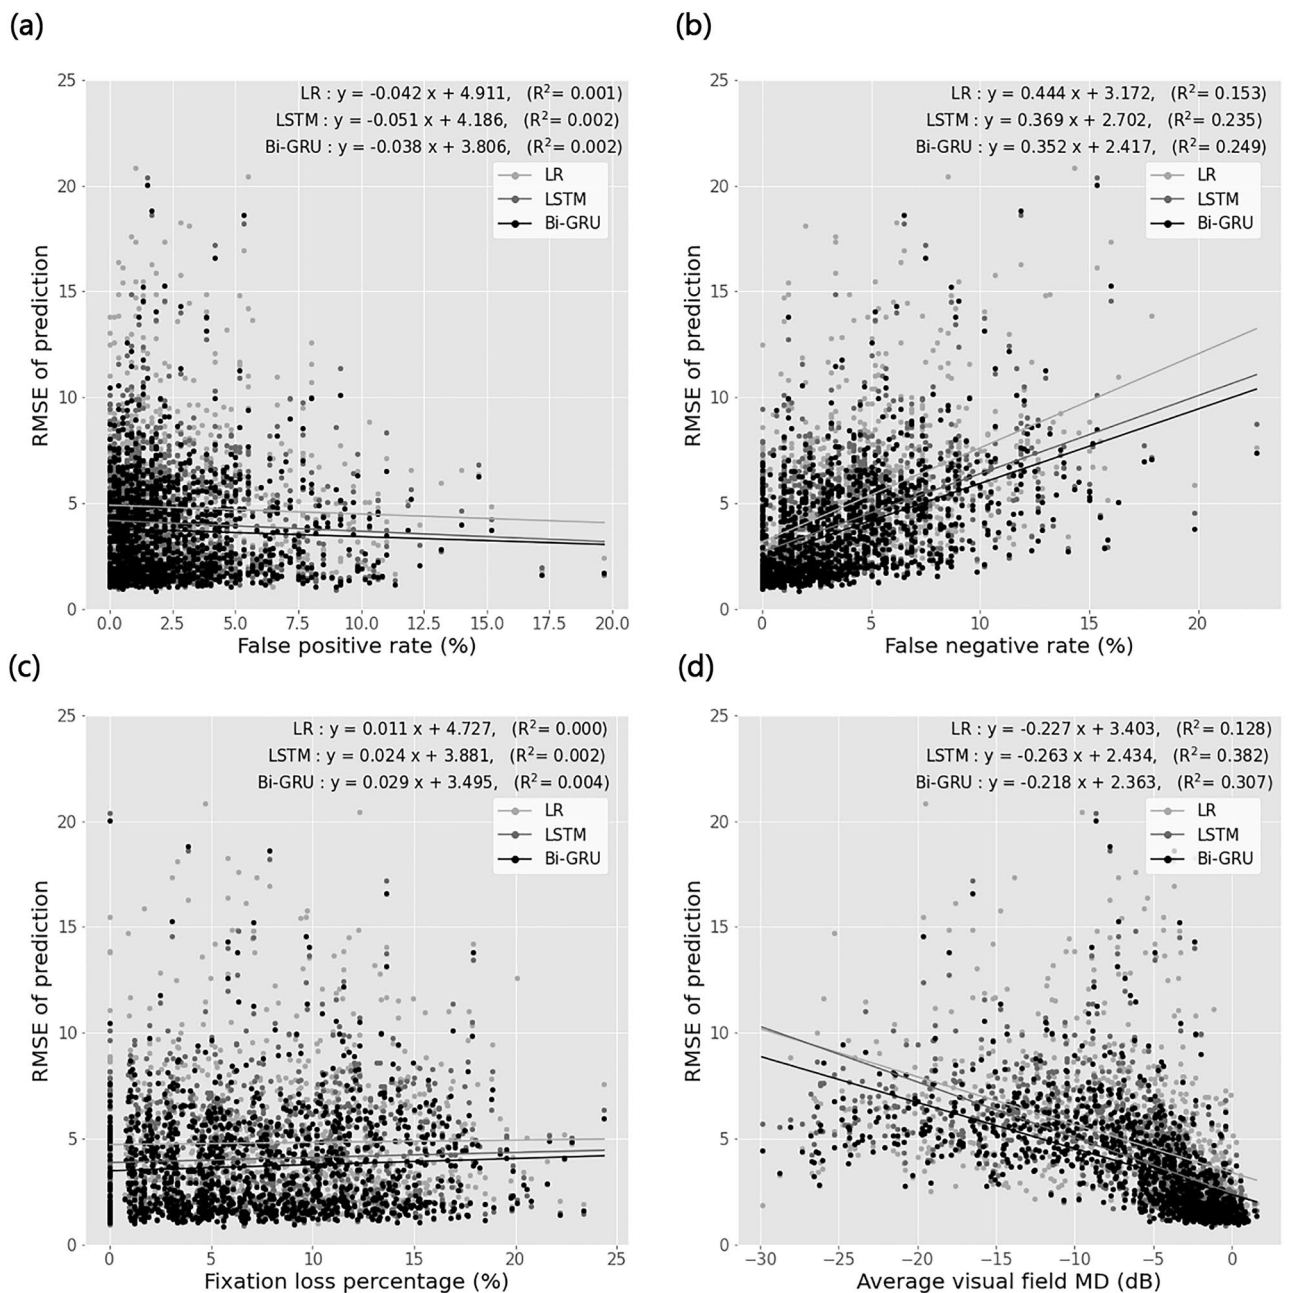 (a)
25
20
15
10
5
0
RMSE of prediction
LR : y = -0.042 x + 4.911, (R²= 0.001)
LSTM : y = -0.051 x + 4.186, (R²= 0.002)
Bi-GRU : y = -0.038 x + 3.806, (R²= 0.002)
LR
LSTM
Bi-GRU
0.0 2.5 5.0 7.5 10.0 12.5 15.0 17.5 20.0
False positive rate (%)
(b)
25
20
15
10
5
0
RMSE of prediction
LR : y = 0.444 x + 3.172, (R²= 0.153)
LSTM : y = 0.369 x + 2.702, (R²= 0.235)
Bi-GRU : y = 0.352 x + 2.417, (R²= 0.249)
LR
LSTM
Bi-GRU
0 5 10 15 20
False negative rate (%)
(c)
25
20
15
10
5
0
RMSE of prediction
LR : y = 0.011 x + 4.727, (R²= 0.000)
LSTM : y = 0.024 x + 3.881, (R²= 0.002)
Bi-GRU : y = 0.029 x + 3.495, (R²= 0.004)
LR
LSTM
Bi-GRU
0 5 10 15 20 25
Fixation loss percentage (%)
(d)
25
20
15
10
5
0
RMSE of prediction
LR : y = -0.227 x + 3.403, (R²= 0.128)
LSTM : y = -0.263 x + 2.434, (R²= 0.382)
Bi-GRU : y = -0.218 x + 2.363, (R²= 0.307)
LR
LSTM
Bi-GRU
−30 −25 −20 −15 −10 −5 0
Average visual field MD (dB)